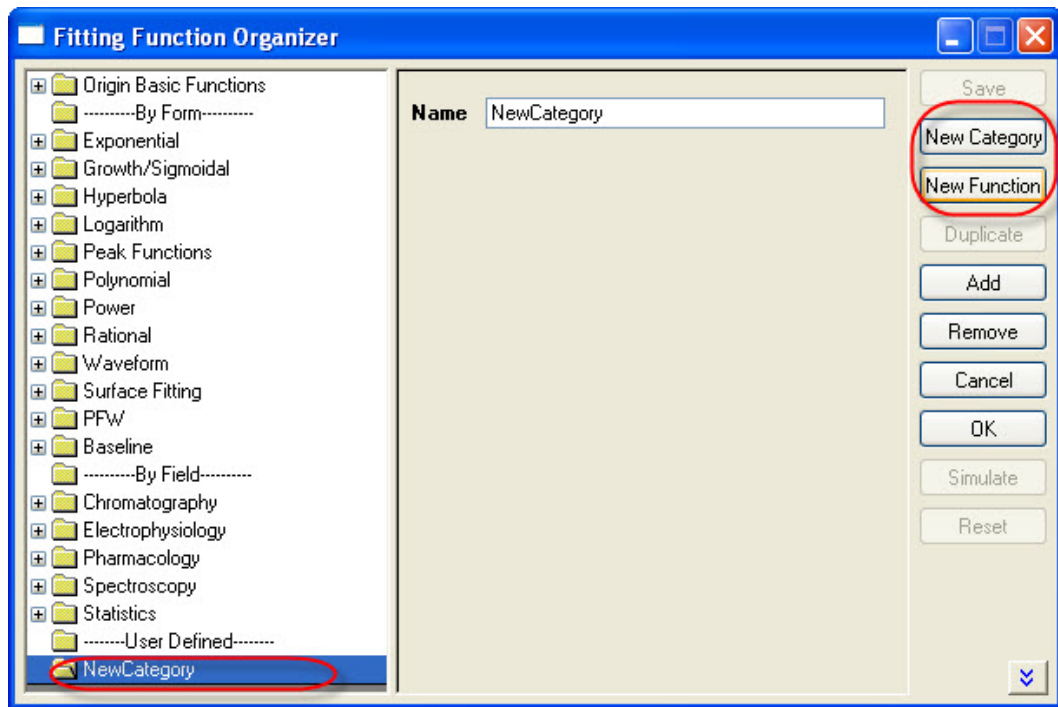 Fitting Function Organizer
Origin Basic Functions
---------By Form---------
Exponential
Growth/Sigmoidal
Hyperbola
Logarithm
Peak Functions
Polynomial
Power
Rational
Waveform
Surface Fitting
PFW
Baseline
---------By Field---------
Chromatography
Electrophysiology
Pharmacology
Spectroscopy
Statistics
-------User Defined-------
NewCategory
Name NewCategory
Save
New Category
New Function
Duplicate
Add
Remove
Cancel
OK
Simulate
Reset